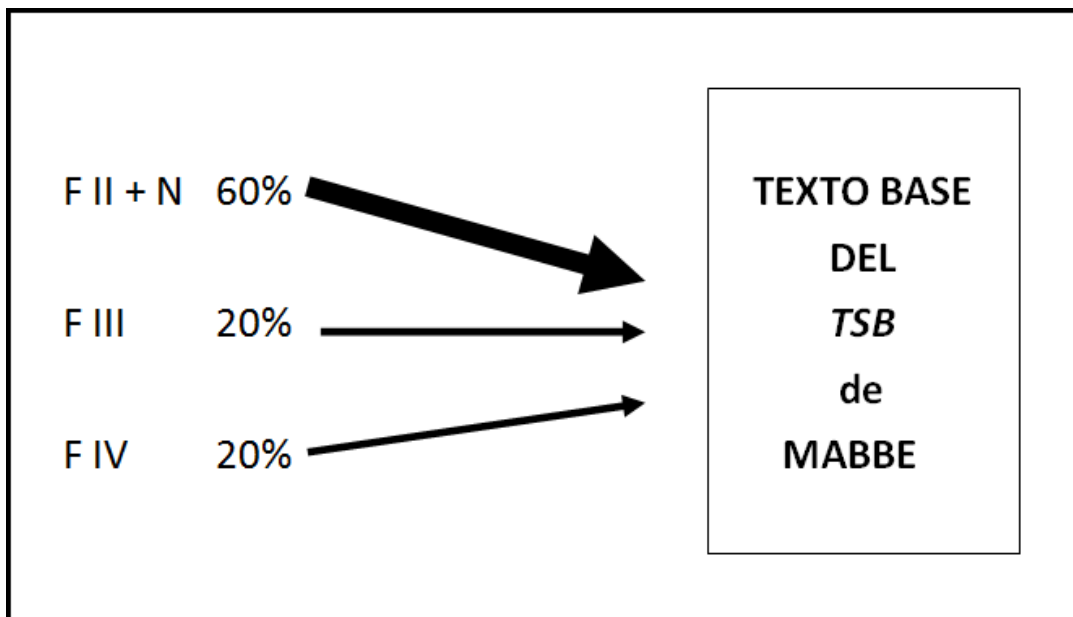 F II + N 60%
F III 20%
F IV 20%
TEXTO BASE
DEL
TSB
de
MABBE